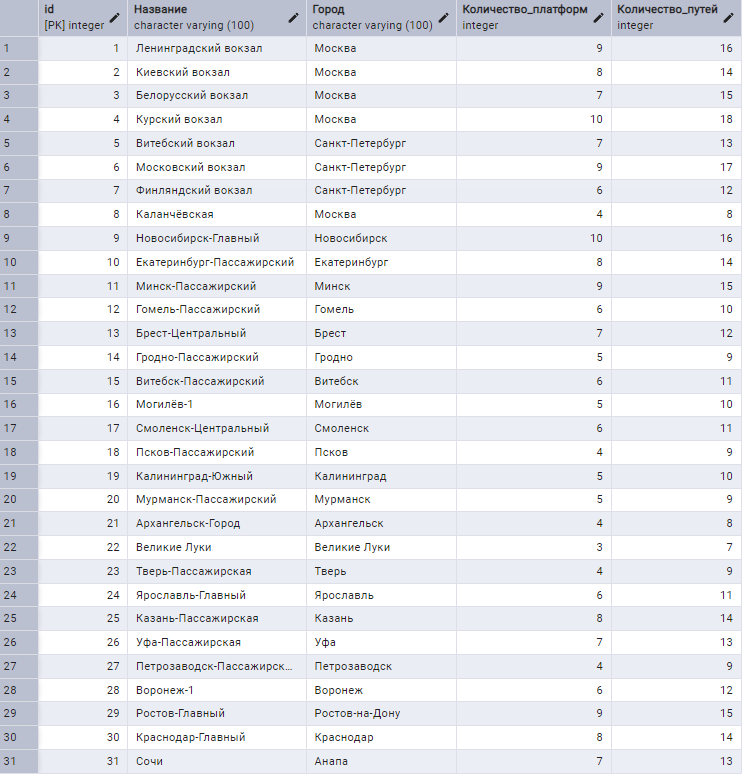 id Название Город Количество_платформ Количество_путей
[PK] integer character varying (100) character varying (100) integer integer
1 1 Ленинградский вокзал Москва 9 16
2 2 Киевский вокзал Москва 8 14
3 3 Белорусский вокзал Москва 7 15
4 4 Курский вокзал Москва 10 18
5 5 Витебский вокзал Санкт-Петербург 7 13
6 6 Московский вокзал Санкт-Петербург 9 17
7 7 Финляндский вокзал Санкт-Петербург 6 12
8 8 Каланчёвская Москва 4 8
9 9 Новосибирск-Главный Новосибирск 10 16
10 10 Екатеринбург-Пассажирский Екатеринбург 8 14
11 11 Минск-Пассажирский Минск 9 15
12 12 Гомель-Пассажирский Гомель 6 10
13 13 Брест-Центральный Брест 7 12
14 14 Гродно-Пассажирский Гродно 5 9
15 15 Витебск-Пассажирский Витебск 6 11
16 16 Могилёв-1 Могилёв 5 10
17 17 Смоленск-Центральный Смоленск 6 11
18 18 Псков-Пассажирский Псков 4 9
19 19 Калининград-Южный Калининград 5 10
20 20 Мурманск-Пассажирский Мурманск 5 9
21 21 Архангельск-Город Архангельск 4 8
22 22 Великие Луки Великие Луки 3 7
23 23 Тверь-Пассажирская Тверь 4 9
24 24 Ярославль-Главный Ярославль 6 11
25 25 Казань-Пассажирская Казань 8 14
26 26 Уфа-Пассажирская Уфа 7 13
27 27 Петрозаводск-Пассажирск... Петрозаводск 4 9
28 28 Воронеж-1 Воронеж 6 12
29 29 Ростов-Главный Ростов-на-Дону 9 15
30 30 Краснодар-Главный Краснодар 8 14
31 31 Сочи Анапа 7 13